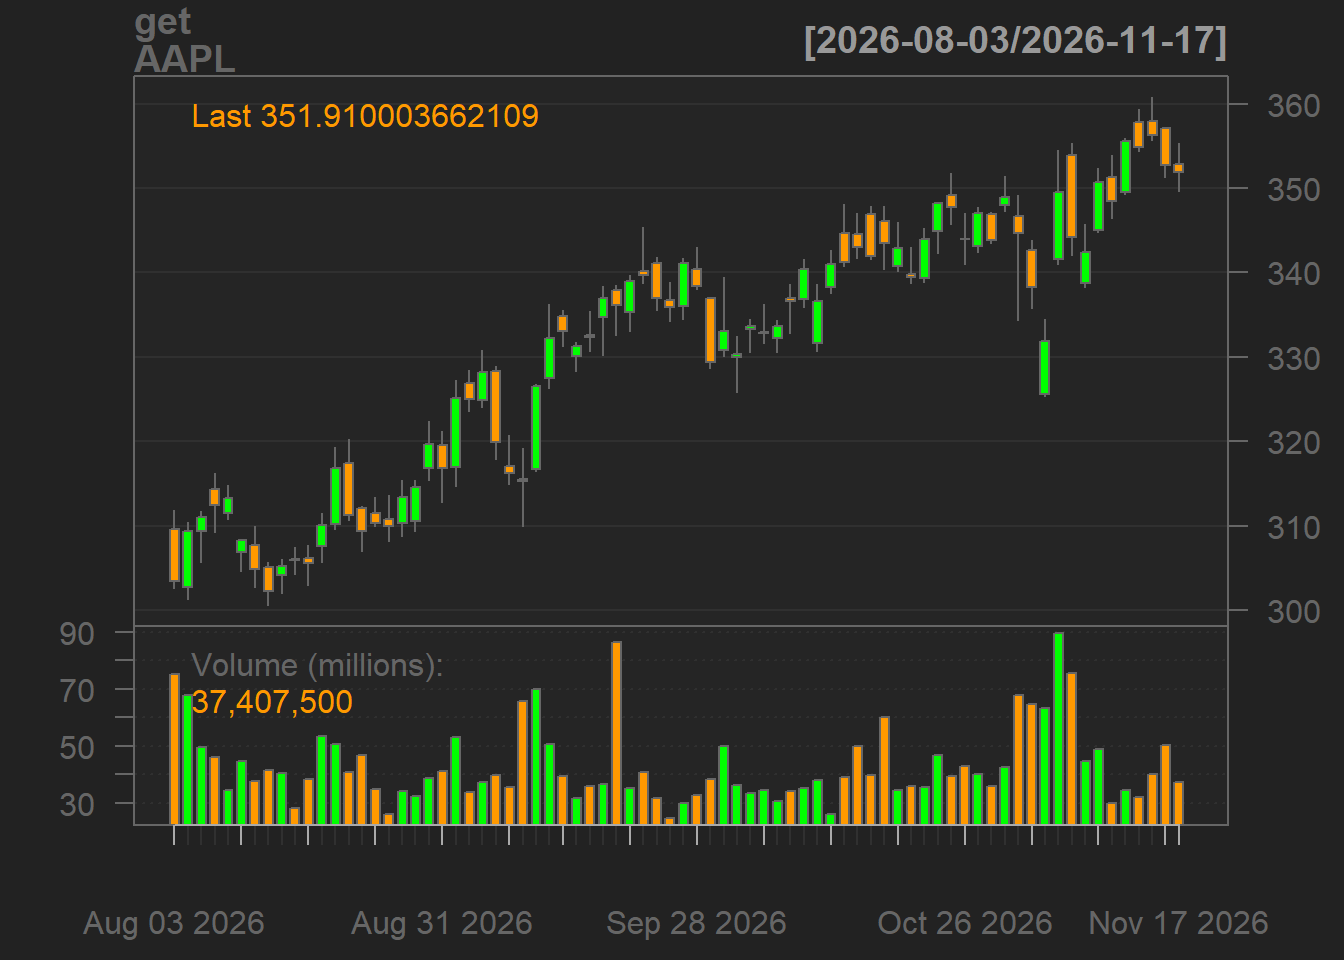 get
AAPL
[2026-08-03/2026-11-17]
Last 351.910003662109
360
350
340
330
320
310
300
Volume (millions):
37,407,500
90
70
50
30
Aug 03 2026
Aug 31 2026
Sep 28 2026
Oct 26 2026
Nov 17 2026